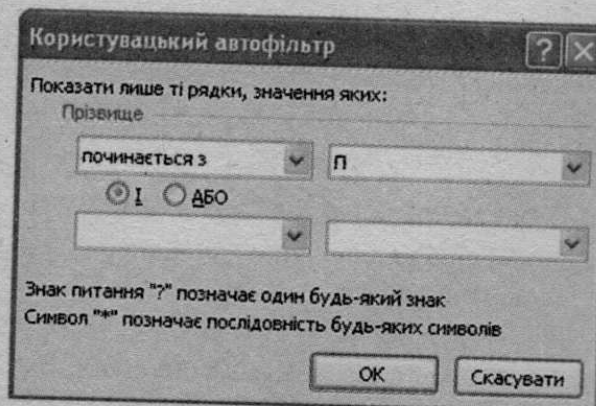 Користувацький автофільтр ? X
Показати лише ті рядки, значення яких:
Прізвище
починається з П
І АБО
Знак питання "?" позначає один будь-який знак
Символ "*" позначає послідовність будь-яких символів
ОК Скасувати